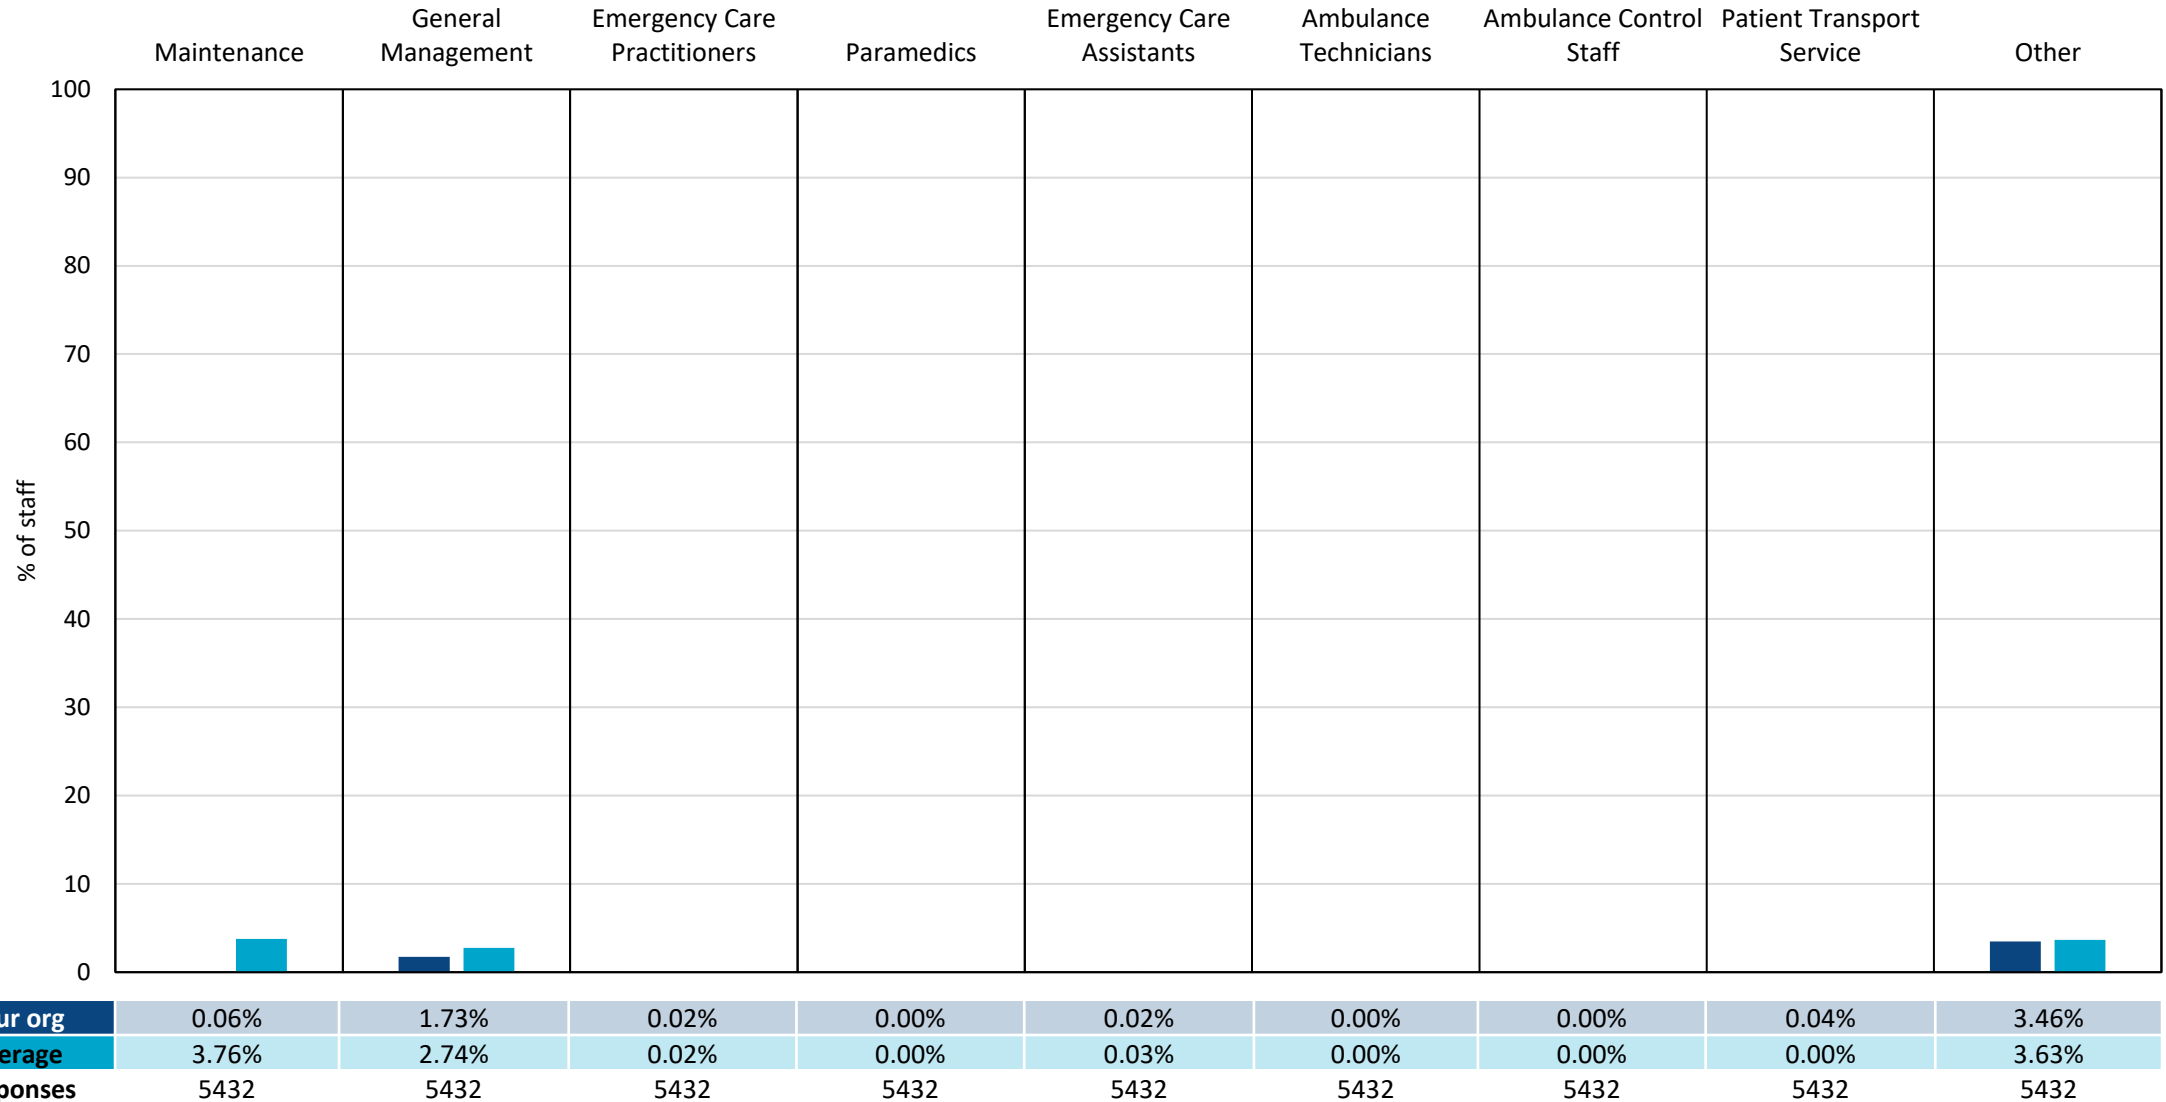 Maintenance
General
Management
Emergency Care
Practitioners
Paramedics
Emergency Care
Assistants
Ambulance
Technicians
Ambulance Control
Staff
Patient Transport
Service
Other
% of staff
100
90
80
70
60
50
40
30
20
10
0
ur org 0.06% 1.73% 0.02% 0.00% 0.02% 0.00% 0.00% 0.04% 3.46%
erage 3.76% 2.74% 0.02% 0.00% 0.03% 0.00% 0.00% 0.00% 3.63%
ponses 5432 5432 5432 5432 5432 5432 5432 5432 5432